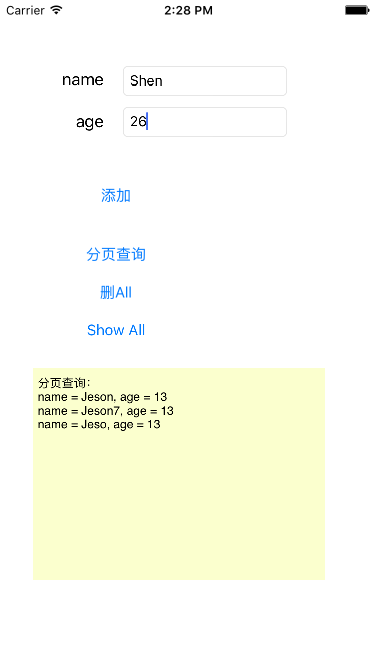 Carrier 2:28 PM
name Shen
age 26
添加
分页查询
删All
Show All
分页查询：
name = Jeson, age = 13
name = Jeson7, age = 13
name = Jeso, age = 13